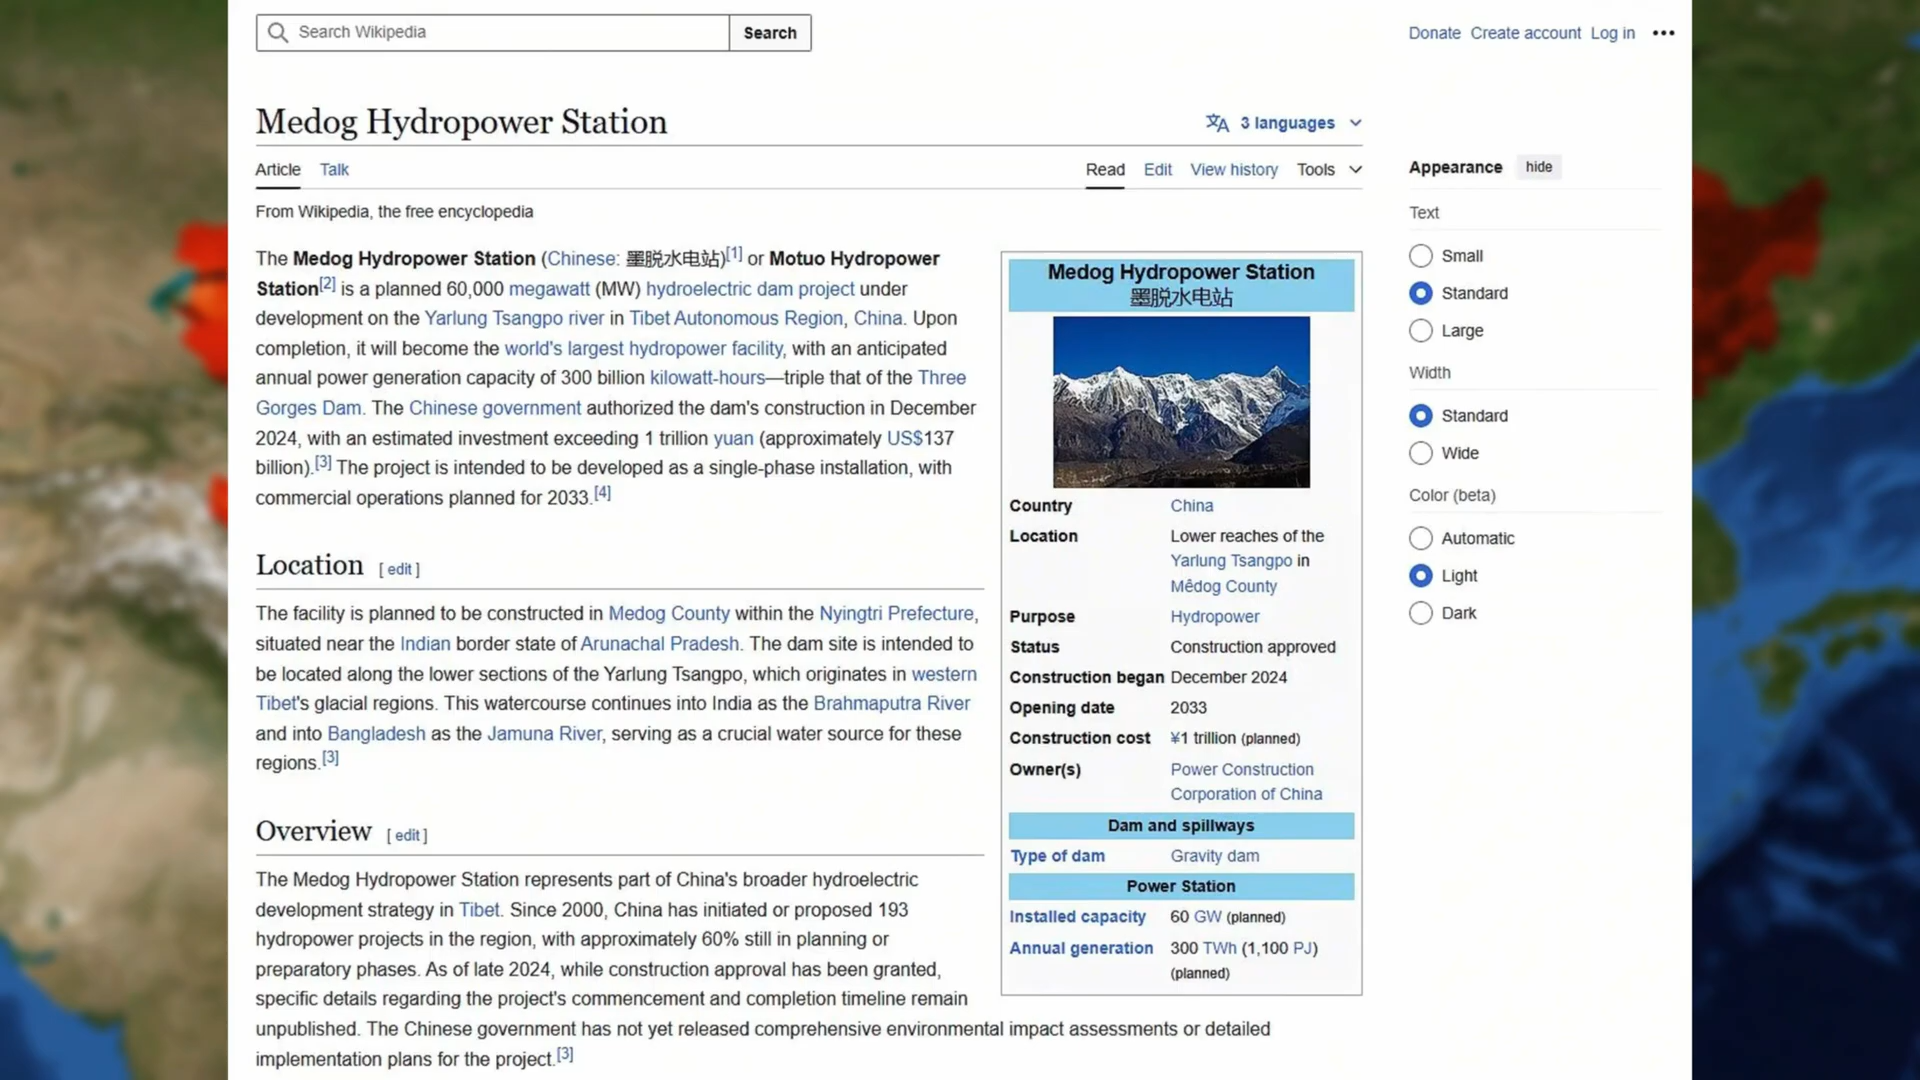 Search Wikipedia
Search
Donate Create account Log in
Medog Hydropower Station
3 languages
Article Talk
Read Edit View history Tools
From Wikipedia, the free encyclopedia
The Medog Hydropower Station (Chinese: 墨脱水电站)[1] or Motuo Hydropower
Station[2] is a planned 60,000 megawatt (MW) hydroelectric dam project under
development on the Yarlung Tsangpo river in Tibet Autonomous Region, China. Upon
completion, it will become the world's largest hydropower facility, with an anticipated
annual power generation capacity of 300 billion kilowatt-hours—triple that of the Three
Gorges Dam. The Chinese government authorized the dam's construction in December
2024, with an estimated investment exceeding 1 trillion yuan (approximately US$137
billion).[3] The project is intended to be developed as a single-phase installation, with
commercial operations planned for 2033.[4]
Location [ edit ]
The facility is planned to be constructed in Medog County within the Nyingtri Prefecture,
situated near the Indian border state of Arunachal Pradesh. The dam site is intended to
be located along the lower sections of the Yarlung Tsangpo, which originates in western
Tibet's glacial regions. This watercourse continues into India as the Brahmaputra River
and into Bangladesh as the Jamuna River, serving as a crucial water source for these
regions.[3]
Overview [ edit ]
The Medog Hydropower Station represents part of China's broader hydroelectric
development strategy in Tibet. Since 2000, China has initiated or proposed 193
hydropower projects in the region, with approximately 60% still in planning or
preparatory phases. As of late 2024, while construction approval has been granted,
specific details regarding the project's commencement and completion timeline remain
unpublished. The Chinese government has not yet released comprehensive environmental impact assessments or detailed
implementation plans for the project.[3]
Medog Hydropower Station
墨脱水电站
Country China
Location Lower reaches of the
Yarlung Tsangpo in
Mêdog County
Purpose Hydropower
Status Construction approved
Construction began December 2024
Opening date 2033
Construction cost ¥1 trillion (planned)
Owner(s) Power Construction
Corporation of China
Dam and spillways
Type of dam Gravity dam
Power Station
Installed capacity 60 GW (planned)
Annual generation 300 TWh (1,100 PJ)
(planned)
Appearance hide
Text
Small
Standard
Large
Width
Standard
Wide
Color (beta)
Automatic
Light
Dark